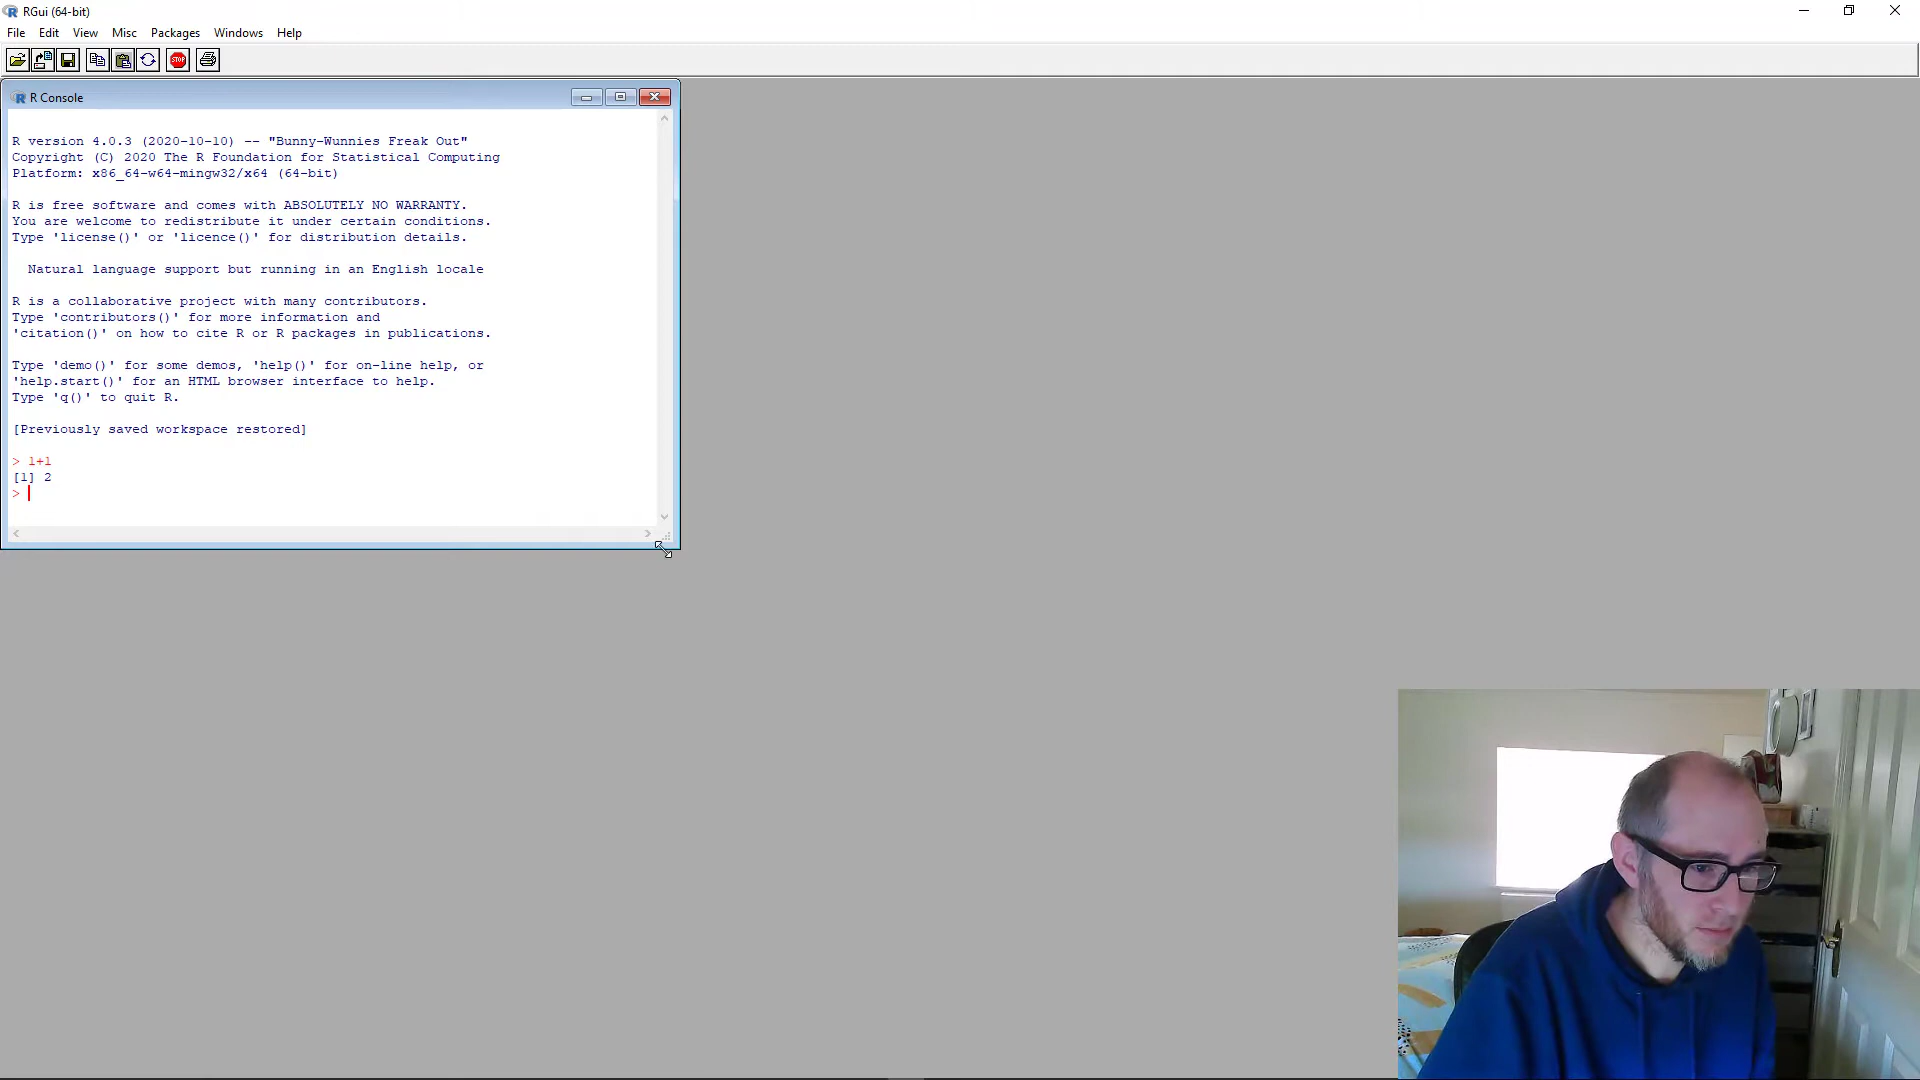 RGui (64-bit)
File Edit View Misc Packages Windows Help
STOP
R Console
R version 4.0.3 (2020-10-10) -- "Bunny-Wunnies Freak Out"
Copyright (C) 2020 The R Foundation for Statistical Computing
Platform: x86_64-w64-mingw32/x64 (64-bit)
R is free software and comes with ABSOLUTELY NO WARRANTY.
You are welcome to redistribute it under certain conditions.
Type 'license()' or 'licence()' for distribution details.
Natural language support but running in an English locale
R is a collaborative project with many contributors.
Type 'contributors()' for more information and
'citation()' on how to cite R or R packages in publications.
Type 'demo()' for some demos, 'help()' for on-line help, or
'help.start()' for an HTML browser interface to help.
Type 'q()' to quit R.
[Previously saved workspace restored]
> 1+1
[1] 2
>